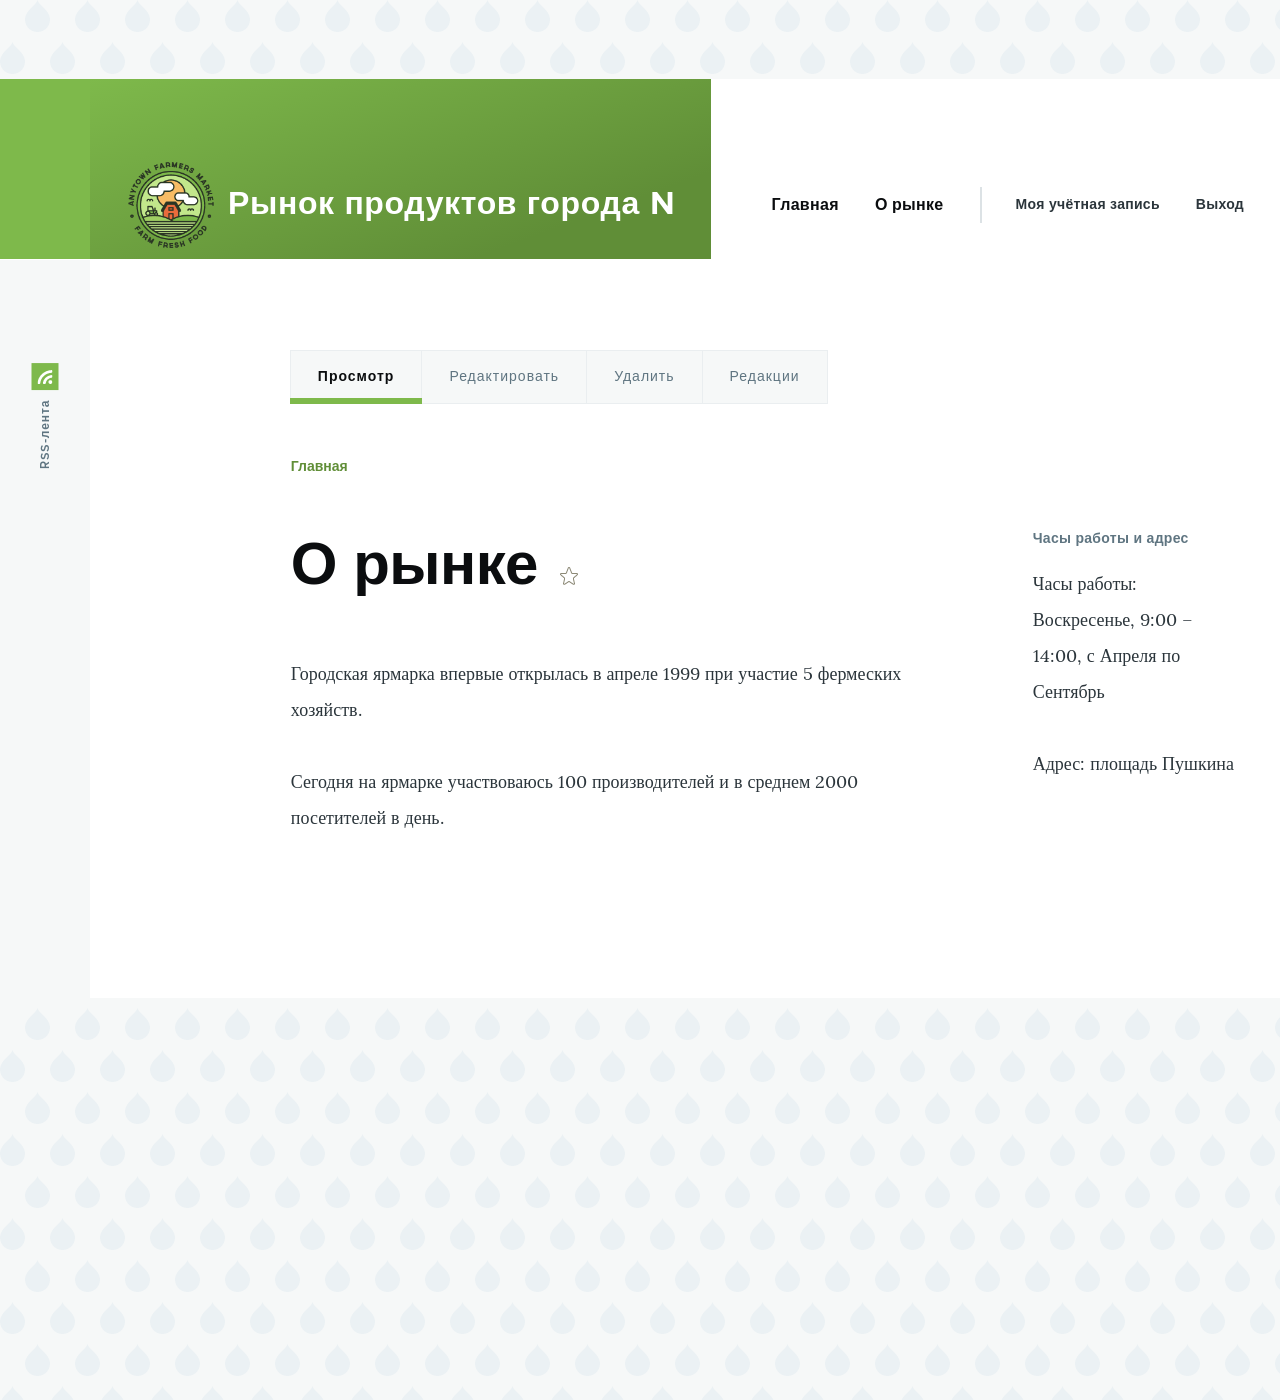 ANYTOWN FARMERS MARKET
FARM FRESH FOOD
Рынок продуктов города N
Главная
О рынке
Моя учётная запись
Выход
Просмотр
Редактировать
Удалить
Редакции
RSS-лента
Главная
О рынке
Городская ярмарка впервые открылась в апреле 1999 при участие 5 фермеских
хозяйств.
Сегодня на ярмарке участвоваюсь 100 производителей и в среднем 2000
посетителей в день.
Часы работы и адрес
Часы работы:
Воскресенье, 9:00 –
14:00, с Апреля по
Сентябрь
Адрес: площадь Пушкина